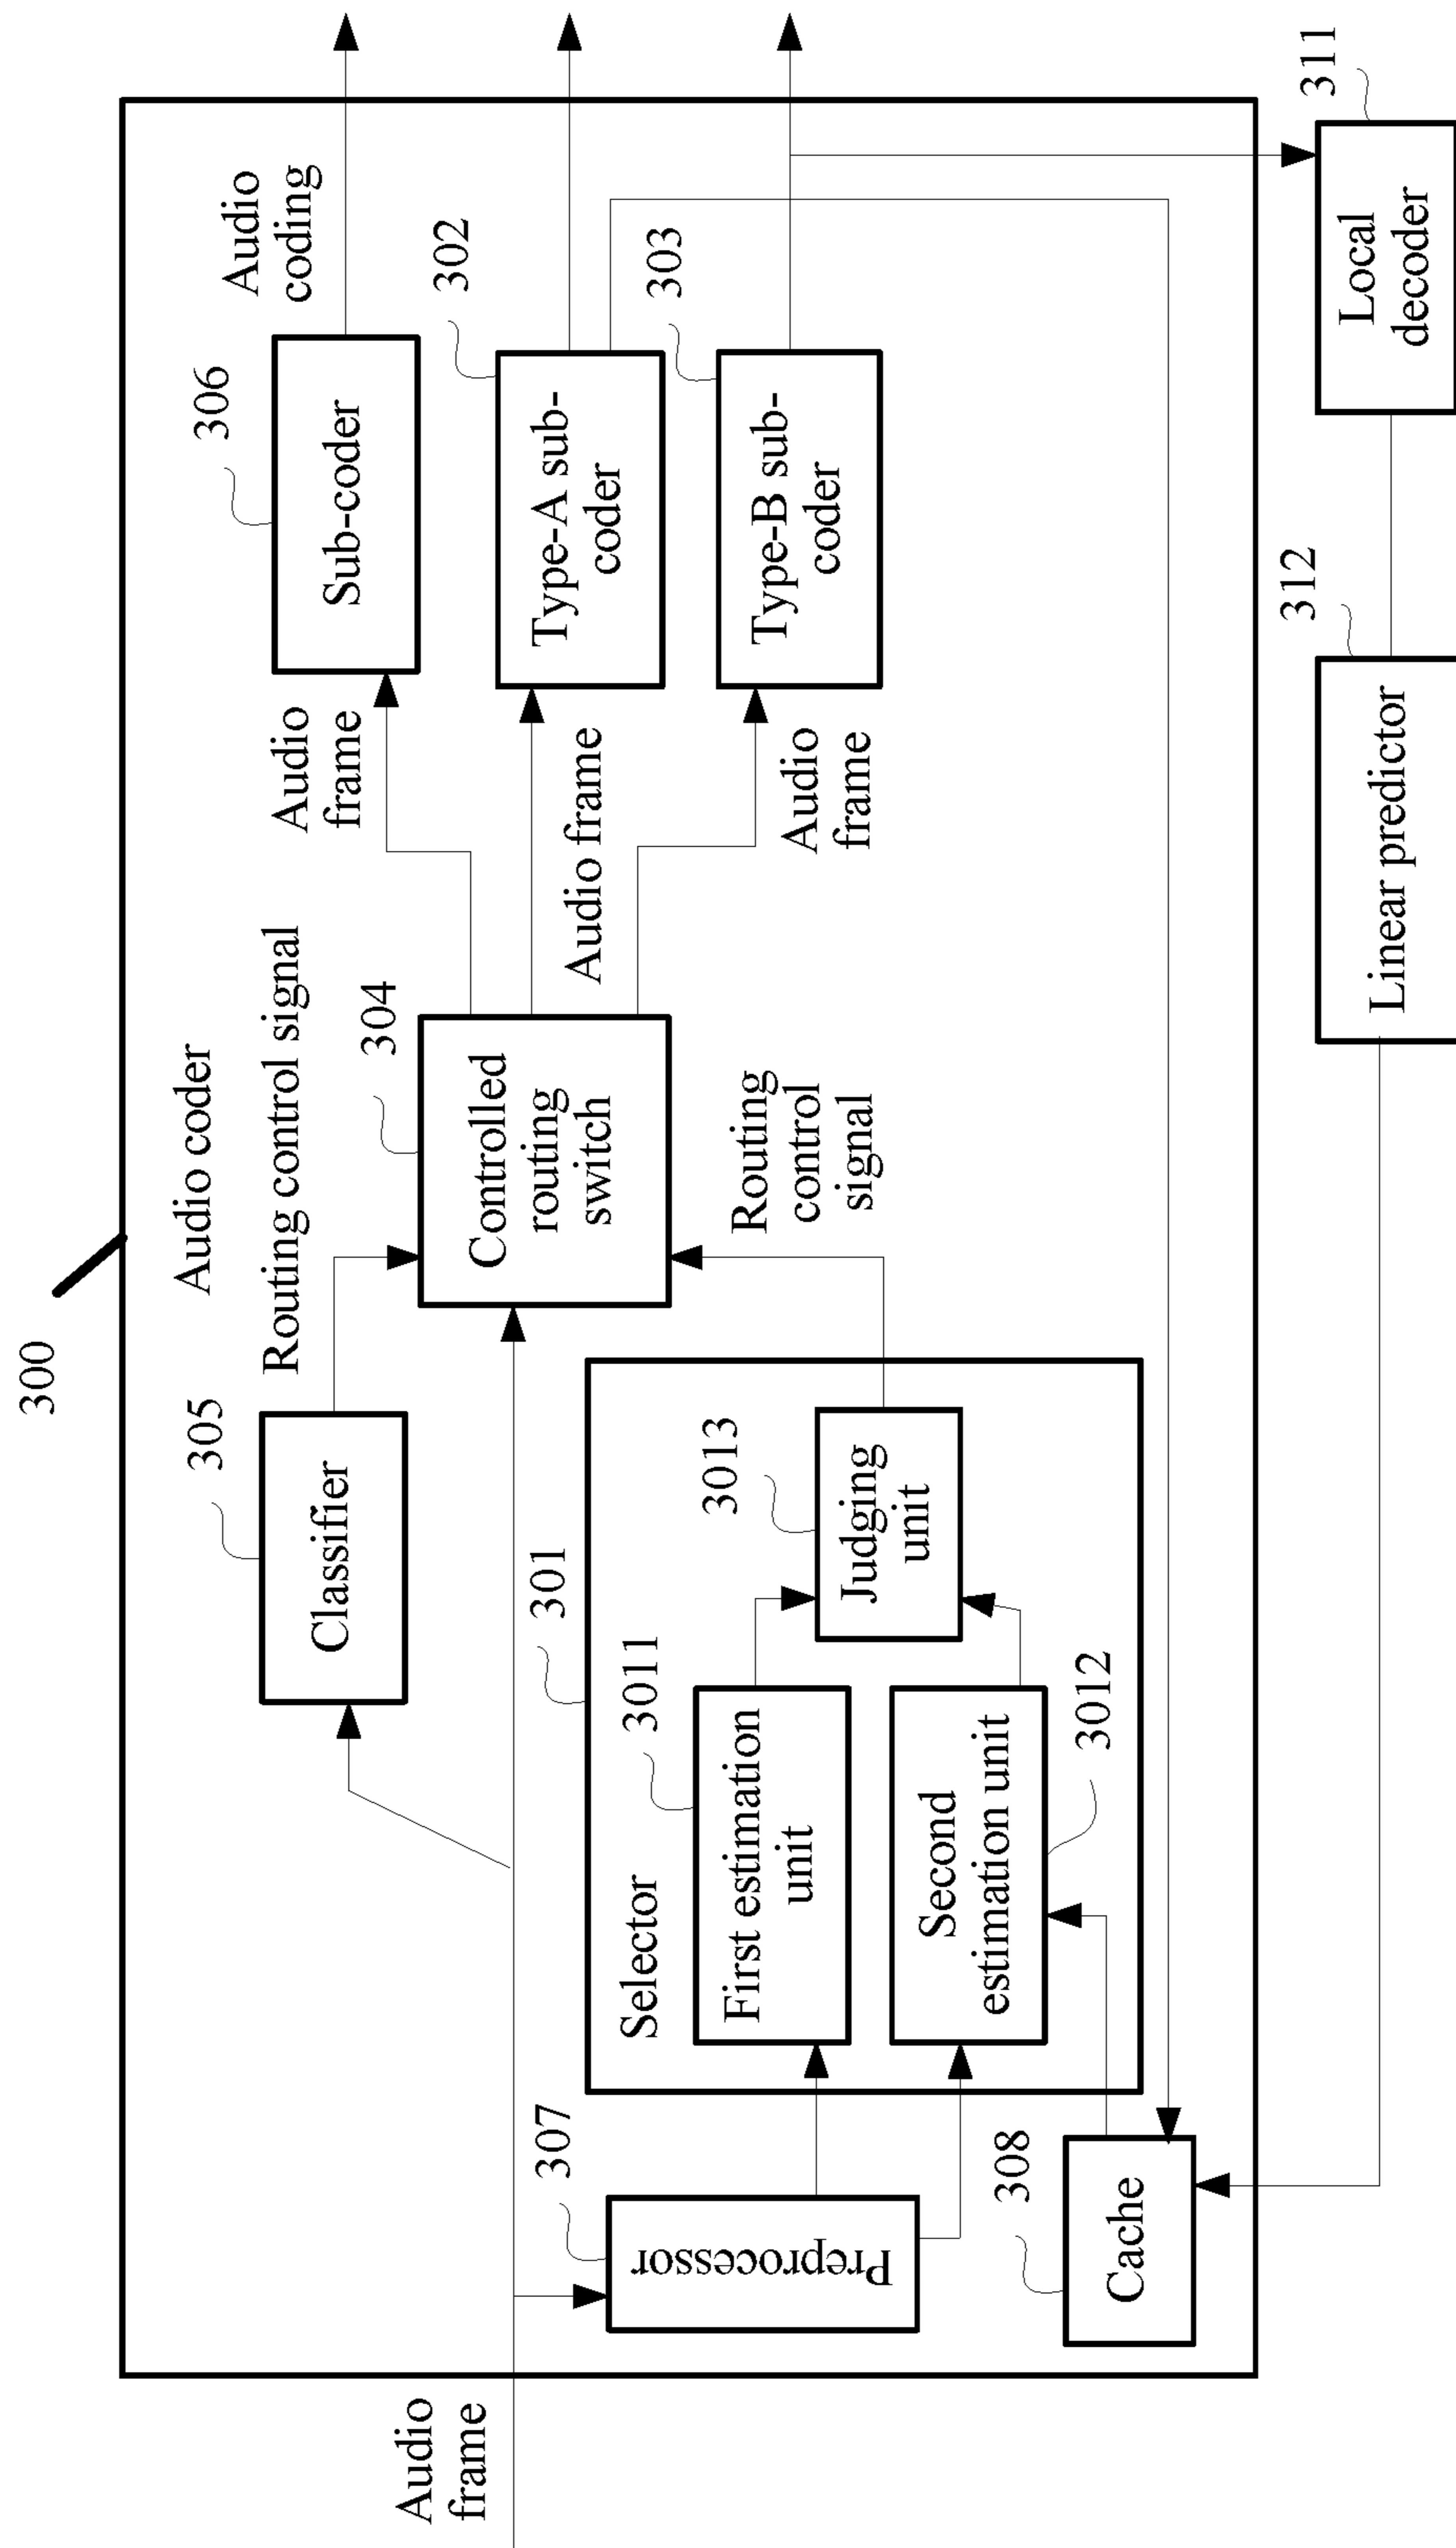 300
Audio coder
305
Classifier
Routing control signal
304
Controlled
routing
switch
Routing
control
signal
Audio
frame
Audio frame
Audio
frame
306
Sub-coder
Audio
coding
302
Type-A sub-
coder
303
Type-B sub-
coder
Audio
frame
307
Preprocessor
301
Selector
3011
First estimation
unit
3012
Second
estimation unit
3013
Judging
unit
308
Cache
312
Linear predictor
311
Local
decoder